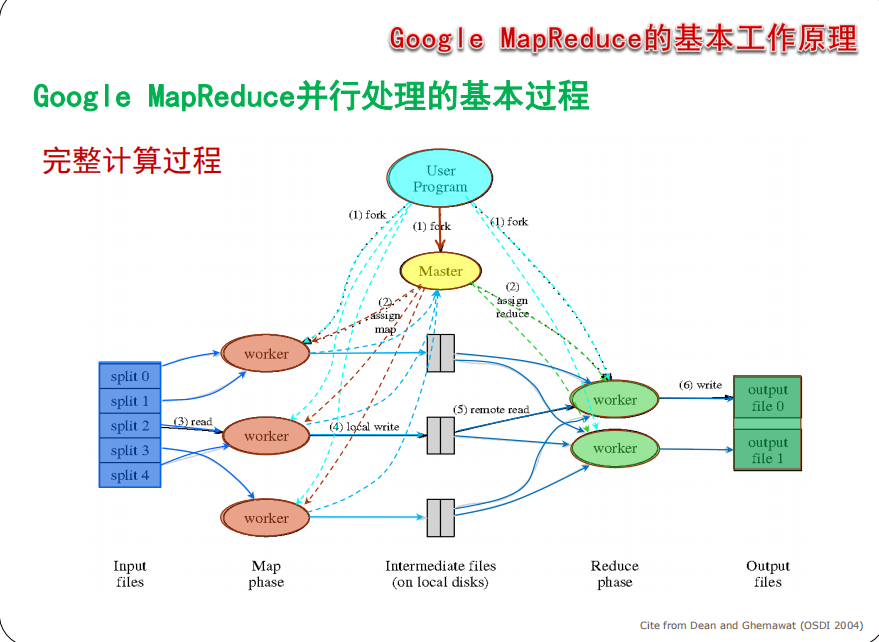 Google MapReduce的基本工作原理
Google MapReduce并行处理的基本过程
完整计算过程
User
Program
(1) fork
(1) fork
(1) fork
Master
(2)
assign
map
(2)
assign
reduce
worker
split 0
split 1
split 2
split 3
split 4
(3) read
worker
(4) local write
worker
(5) remote read
worker
worker
(6) write
output
file 0
output
file 1
Input
files
Map
phase
Intermediate files
(on local disks)
Reduce
phase
Output
files
Cite from Dean and Ghemawat (OSDI 2004)